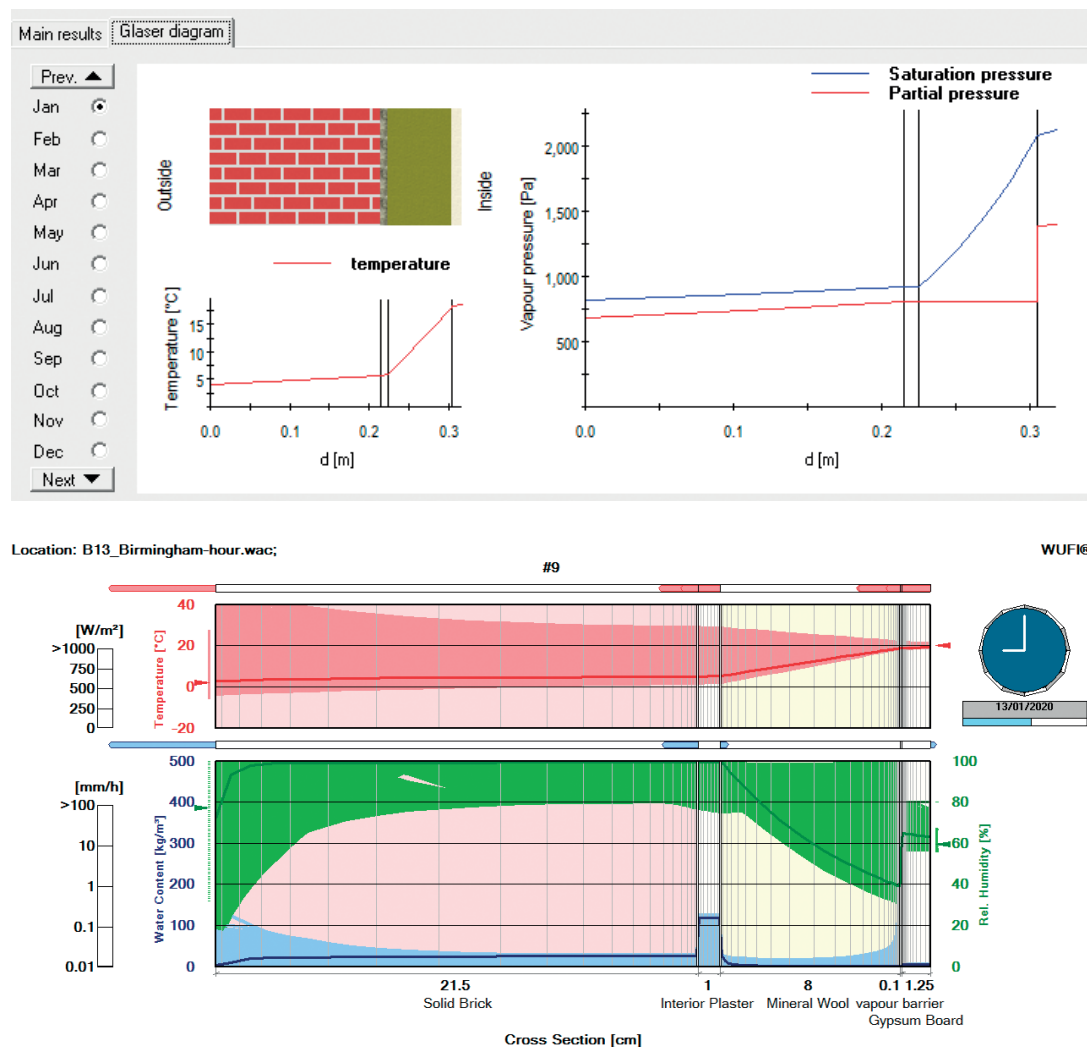 Main results
Glaser diagram
Prev.
Jan
Feb
Mar
Apr
May
Jun
Jul
Aug
Sep
Oct
Nov
Dec
Next
Outside
Inside
temperature
Temperature [°C]
15
10
5
0.0 0.1 0.2 0.3
d [m]
Saturation pressure
Partial pressure
Vapour pressure [Pa]
2,000
1,500
1,000
500
0.0 0.1 0.2 0.3
d [m]
Location: B13_Birmingham-hour.wac;
WUFI®
#9
[W/m²]
>1000
750
500
250
0
Temperature [°C]
40
20
0
-20
13/01/2020
[mm/h]
>100
10
1
0.1
0.01
Water Content [kg/m³]
500
400
300
200
100
0
100
80
60
40
20
0
Rel. Humidity [%]
21.5 1 8 0.1 1.25
Solid Brick Interior Plaster Mineral Wool vapour barrier
Gypsum Board
Cross Section [cm]